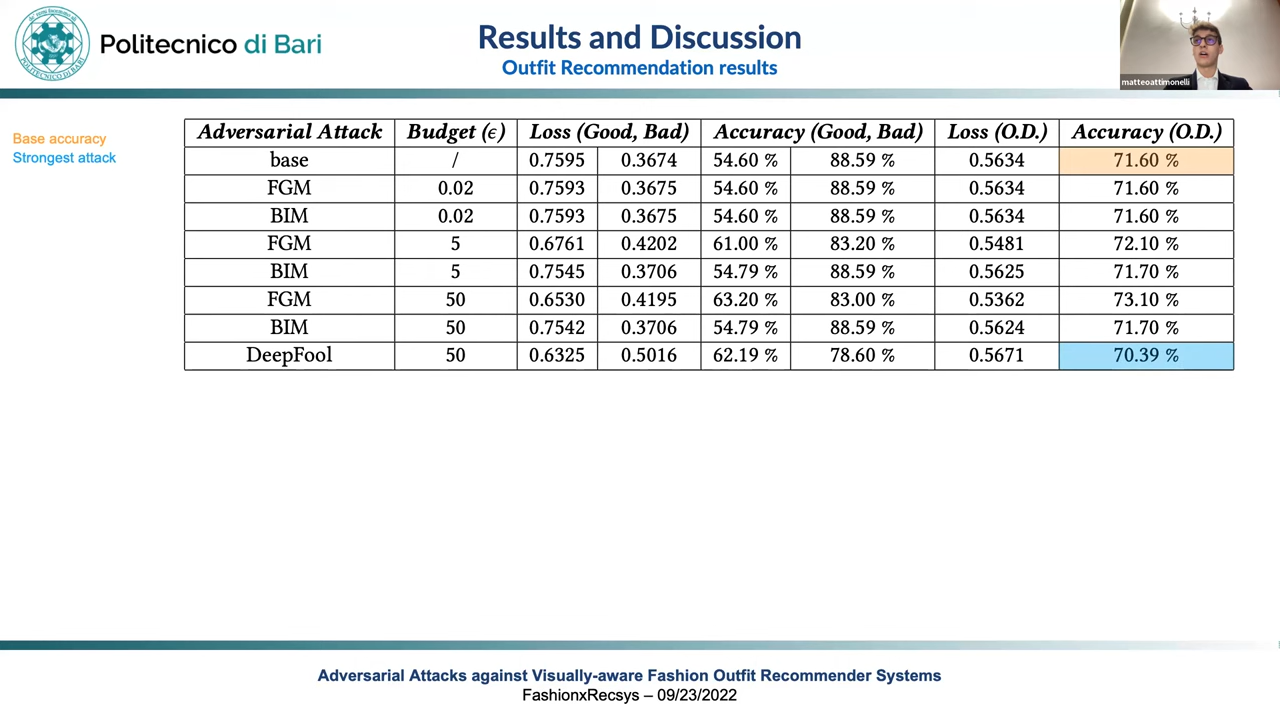 Politecnico di Bari
Results and Discussion
Outfit Recommendation results
matteoattimonelli
Base accuracy
Strongest attack
Adversarial Attack Budget (ϵ) Loss (Good, Bad) Accuracy (Good, Bad) Loss (O.D.) Accuracy (O.D.)
base / 0.7595 0.3674 54.60 % 88.59 % 0.5634 71.60 %
FGM 0.02 0.7593 0.3675 54.60 % 88.59 % 0.5634 71.60 %
BIM 0.02 0.7593 0.3675 54.60 % 88.59 % 0.5634 71.60 %
FGM 5 0.6761 0.4202 61.00 % 83.20 % 0.5481 72.10 %
BIM 5 0.7545 0.3706 54.79 % 88.59 % 0.5625 71.70 %
FGM 50 0.6530 0.4195 63.20 % 83.00 % 0.5362 73.10 %
BIM 50 0.7542 0.3706 54.79 % 88.59 % 0.5624 71.70 %
DeepFool 50 0.6325 0.5016 62.19 % 78.60 % 0.5671 70.39 %
Adversarial Attacks against Visually-aware Fashion Outfit Recommender Systems
FashionxRecsys – 09/23/2022